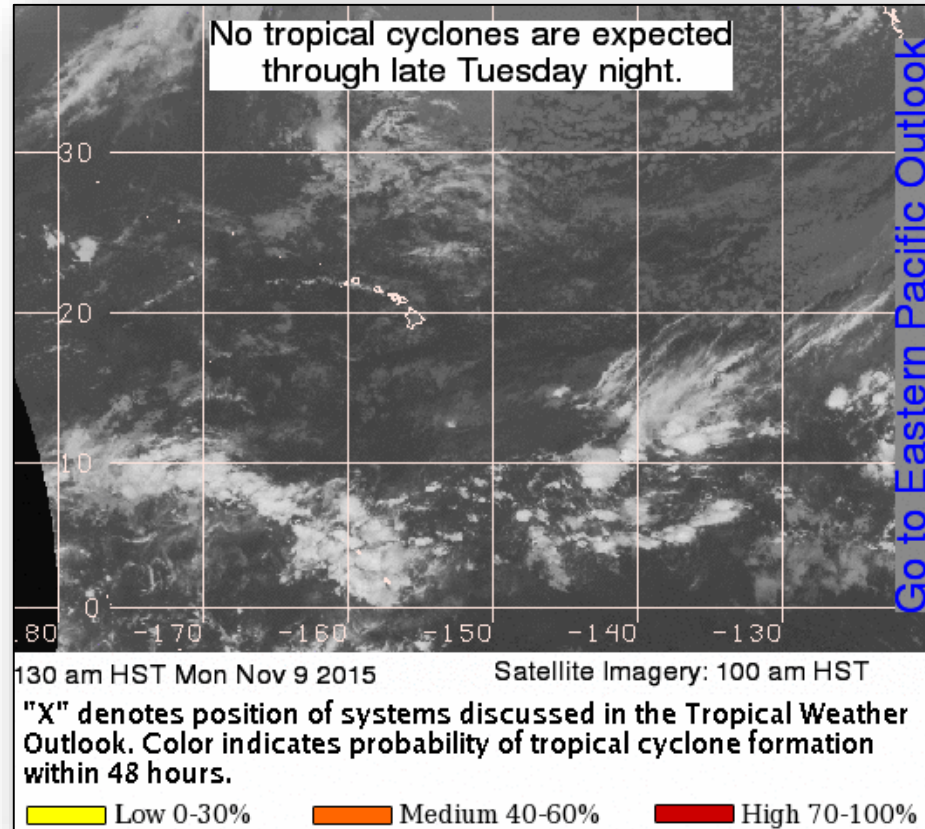 No tropical cyclones are expected
through late Tuesday night.
Go to Eastern Pacific Outlook
30
20
10
0
.80 -170 -160 -150 -140 -130
130 am HST Mon Nov 9 2015 Satellite Imagery: 100 am HST
"X" denotes position of systems discussed in the Tropical Weather
Outlook. Color indicates probability of tropical cyclone formation
within 48 hours.
Low 0-30% Medium 40-60% High 70-100%